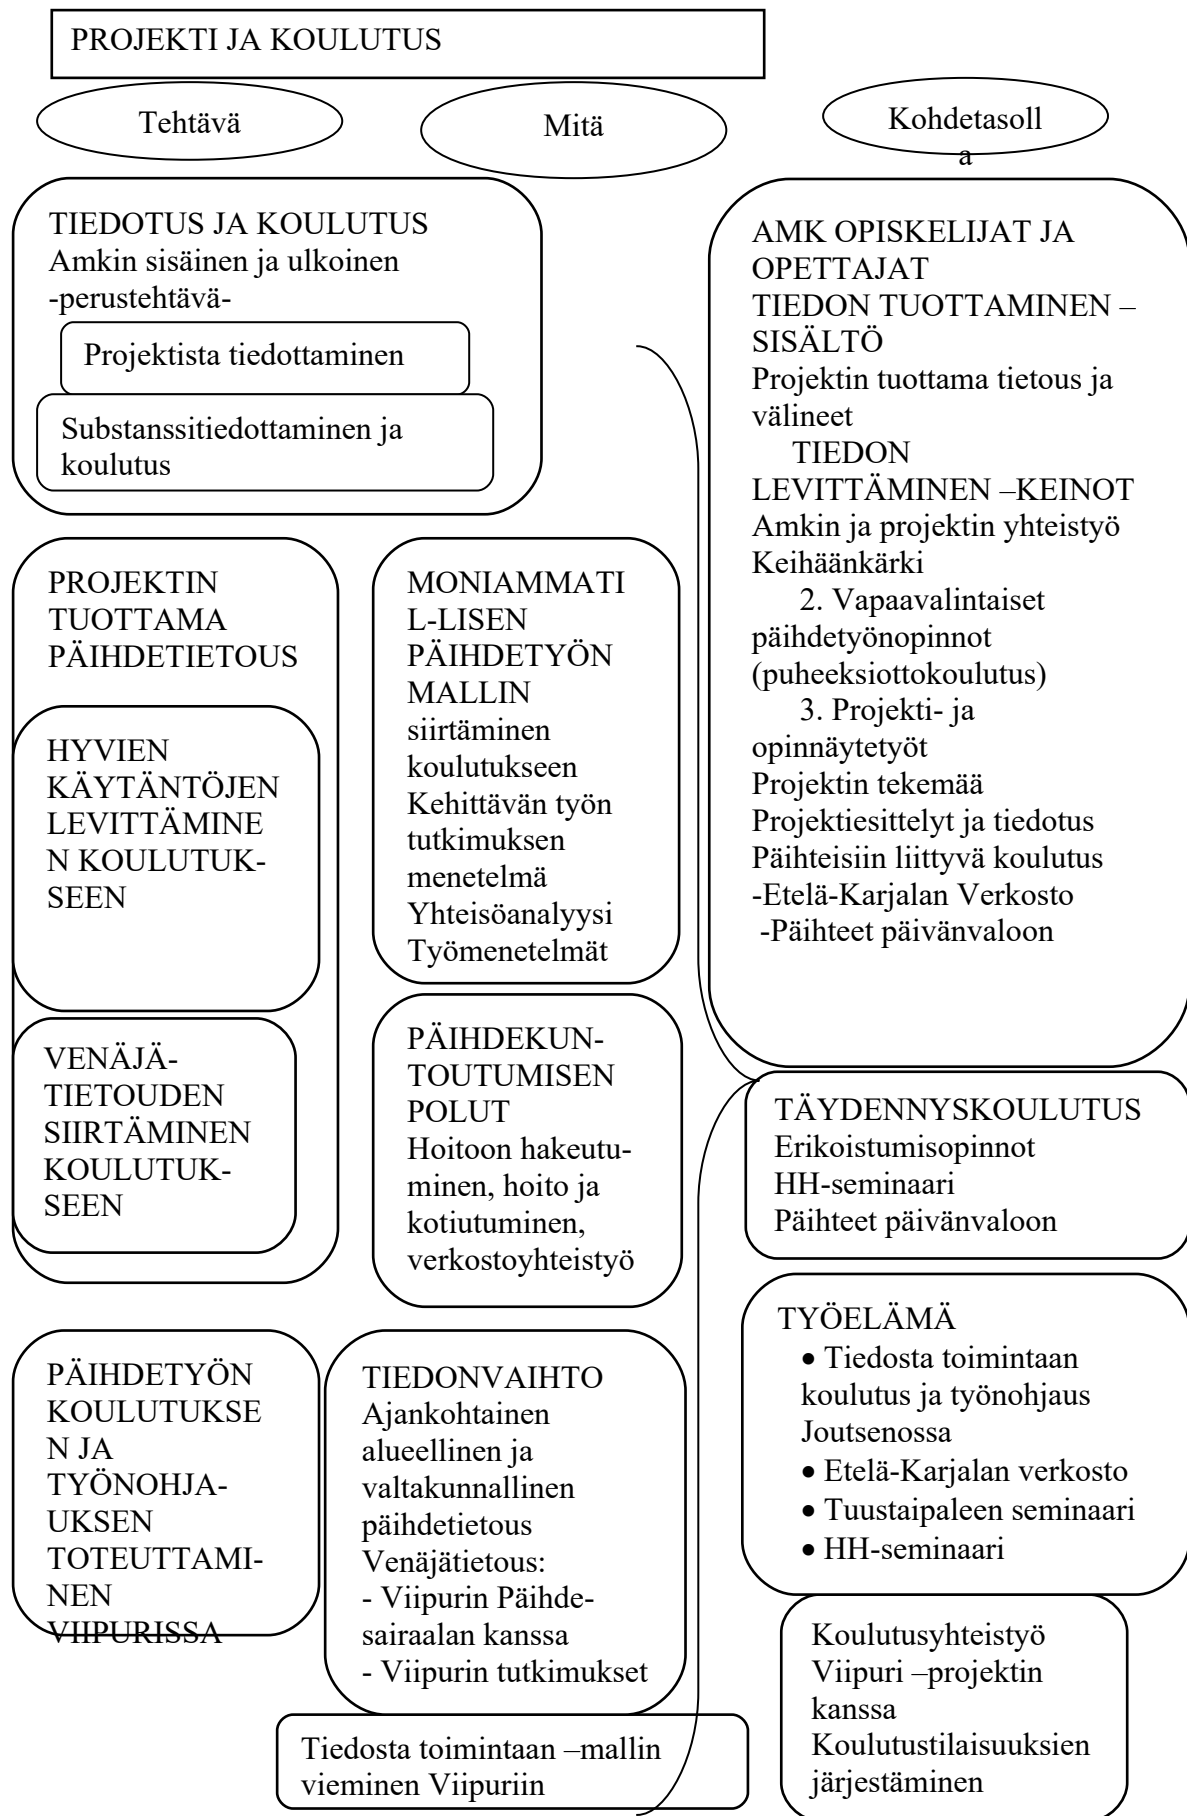 PROJEKTI JA KOULUTUS
Tehtävä
Mitä
Kohdetasoll
a
TIEDOTUS JA KOULUTUS
Amkin sisäinen ja ulkoinen
-perustehtävä-
Projektista tiedottaminen
Substanssitiedottaminen ja
koulutus
PROJEKTIN
TUOTTAMA
PÄIHDETIETOUS
HYVIEN
KÄYTÄNTÖJEN
LEVITTÄMINE
N KOULUTUK-
SEEN
VENÄJÄ-
TIETOUDEN
SIIRTÄMINEN
KOULUTUK-
SEEN
PÄIHDETYÖN
KOULUTUKSE
N JA
TYÖNOHJA-
UKSEN
TOTEUTTAMI-
NEN
VIIPURISSA
MONIAMMATI
L-LISEN
PÄIHDETYÖN
MALLIN
siirtäminen
koulutukseen
Kehittävän työn
tutkimuksen
menetelmä
Yhteisöanalyysi
Työmenetelmät
PÄIHDEKUN-
TOUTUMISEN
POLUT
Hoitoon hakeutu-
minen, hoito ja
kotiutuminen,
verkostoyhteistyö
TIEDONVAIHTO
Ajankohtainen
alueellinen ja
valtakunnallinen
päihdetietous
Venäjätietous:
- Viipurin Päihde-
sairaalan kanssa
- Viipurin tutkimukset
Tiedosta toimintaan –mallin
vieminen Viipuriin
AMK OPISKELIJAT JA
OPETTAJAT
TIEDON TUOTTAMINEN –
SISÄLTÖ
Projektin tuottama tietous ja
välineet
TIEDON
LEVITTÄMINEN –KEINOT
Amkin ja projektin yhteistyö
Keihäänkärki
2. Vapaavalintaiset
päihdetyönopinnot
(puheeksiottokoulutus)
3. Projekti- ja
opinnäytetyöt
Projektin tekemää
Projektiesittelyt ja tiedotus
Päihteisiin liittyvä koulutus
-Etelä-Karjalan Verkosto
-Päihteet päivänvaloon
TÄYDENNYSKOULUTUS
Erikoistumisopinnot
HH-seminaari
Päihteet päivänvaloon
TYÖELÄMÄ
• Tiedosta toimintaan
koulutus ja työnohjaus
Joutsenossa
• Etelä-Karjalan verkosto
• Tuustaipaleen seminaari
• HH-seminaari
Koulutusyhteistyö
Viipuri –projektin
kanssa
Koulutustilaisuuksien
järjestäminen